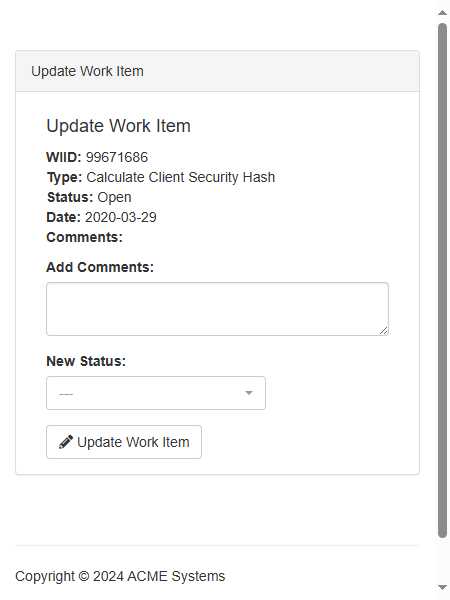 Update Work Item
Update Work Item
WIID: 99671686
Type: Calculate Client Security Hash
Status: Open
Date: 2020-03-29
Comments:
Add Comments:
New Status:
---
Update Work Item
Copyright © 2024 ACME Systems